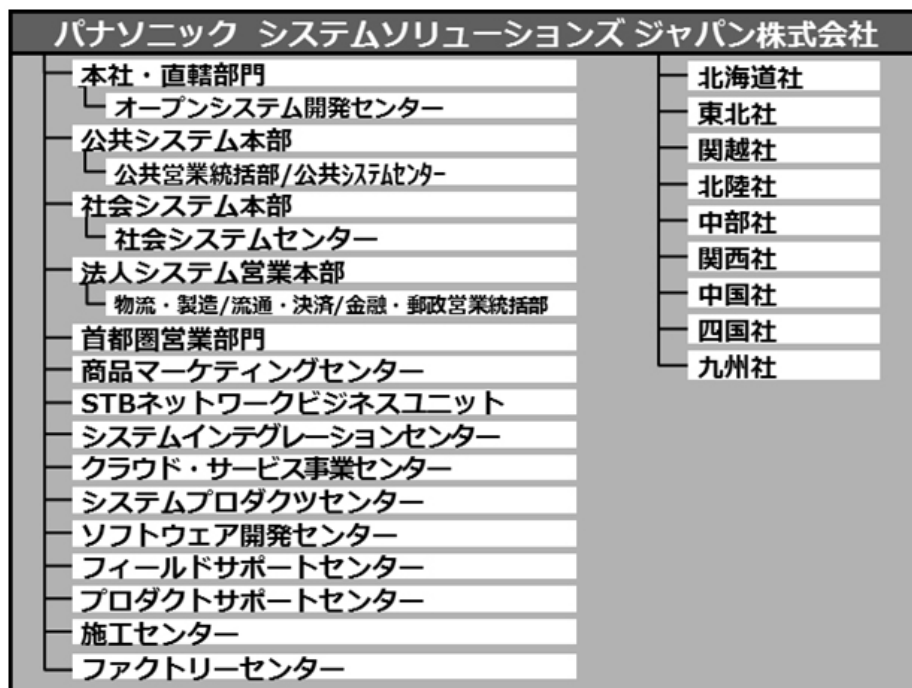 パナソニック システムソリューションズ ジャパン株式会社
本社・直轄部門
オープンシステム開発センター
公共システム本部
公共営業統括部/公共システムセンター
社会システム本部
社会システムセンター
法人システム営業本部
物流・製造/流通・決済/金融・郵政営業統括部
首都圏営業部門
商品マーケティングセンター
STBネットワークビジネスユニット
システムインテグレーションセンター
クラウド・サービス事業センター
システムプロダクツセンター
ソフトウェア開発センター
フィールドサポートセンター
プロダクトサポートセンター
施工センター
ファクトリーセンター
北海道社
東北社
関越社
北陸社
中部社
関西社
中国社
四国社
九州社